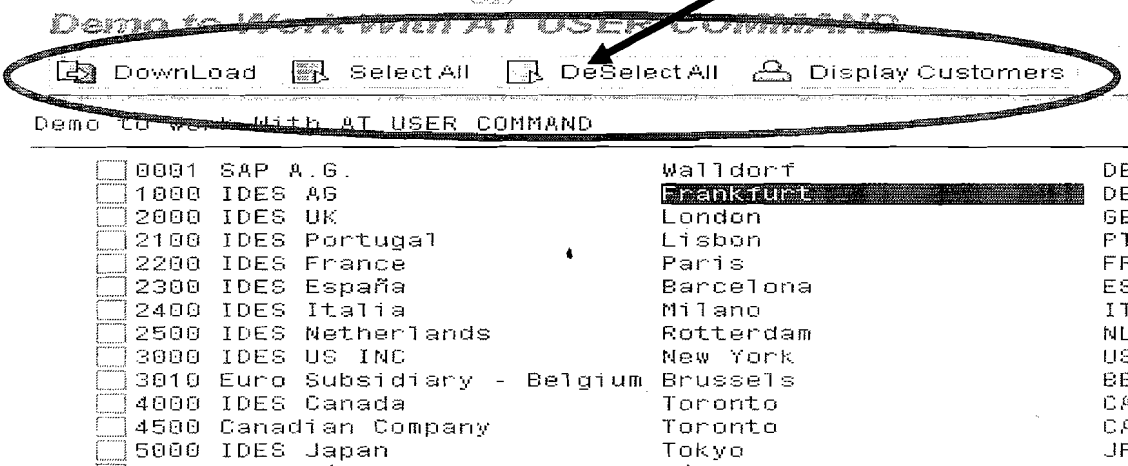 Demo to Work With AT USER COMMAND
DownLoad Select All DeSelect All Display Customers
Demo to Work With AT USER COMMAND
0001 SAP A.G. Walldorf DE
1000 IDES AG Frankfurt DE
2000 IDES UK London GB
2100 IDES Portugal Lisbon PT
2200 IDES France Paris FR
2300 IDES España Barcelona ES
2400 IDES Italia Milano IT
2500 IDES Netherlands Rotterdam NL
3000 IDES US INC New York US
3010 Euro Subsidiary - Belgium Brussels BE
4000 IDES Canada Toronto CA
4500 Canadian Company Toronto CA
5000 IDES Japan Tokyo JP